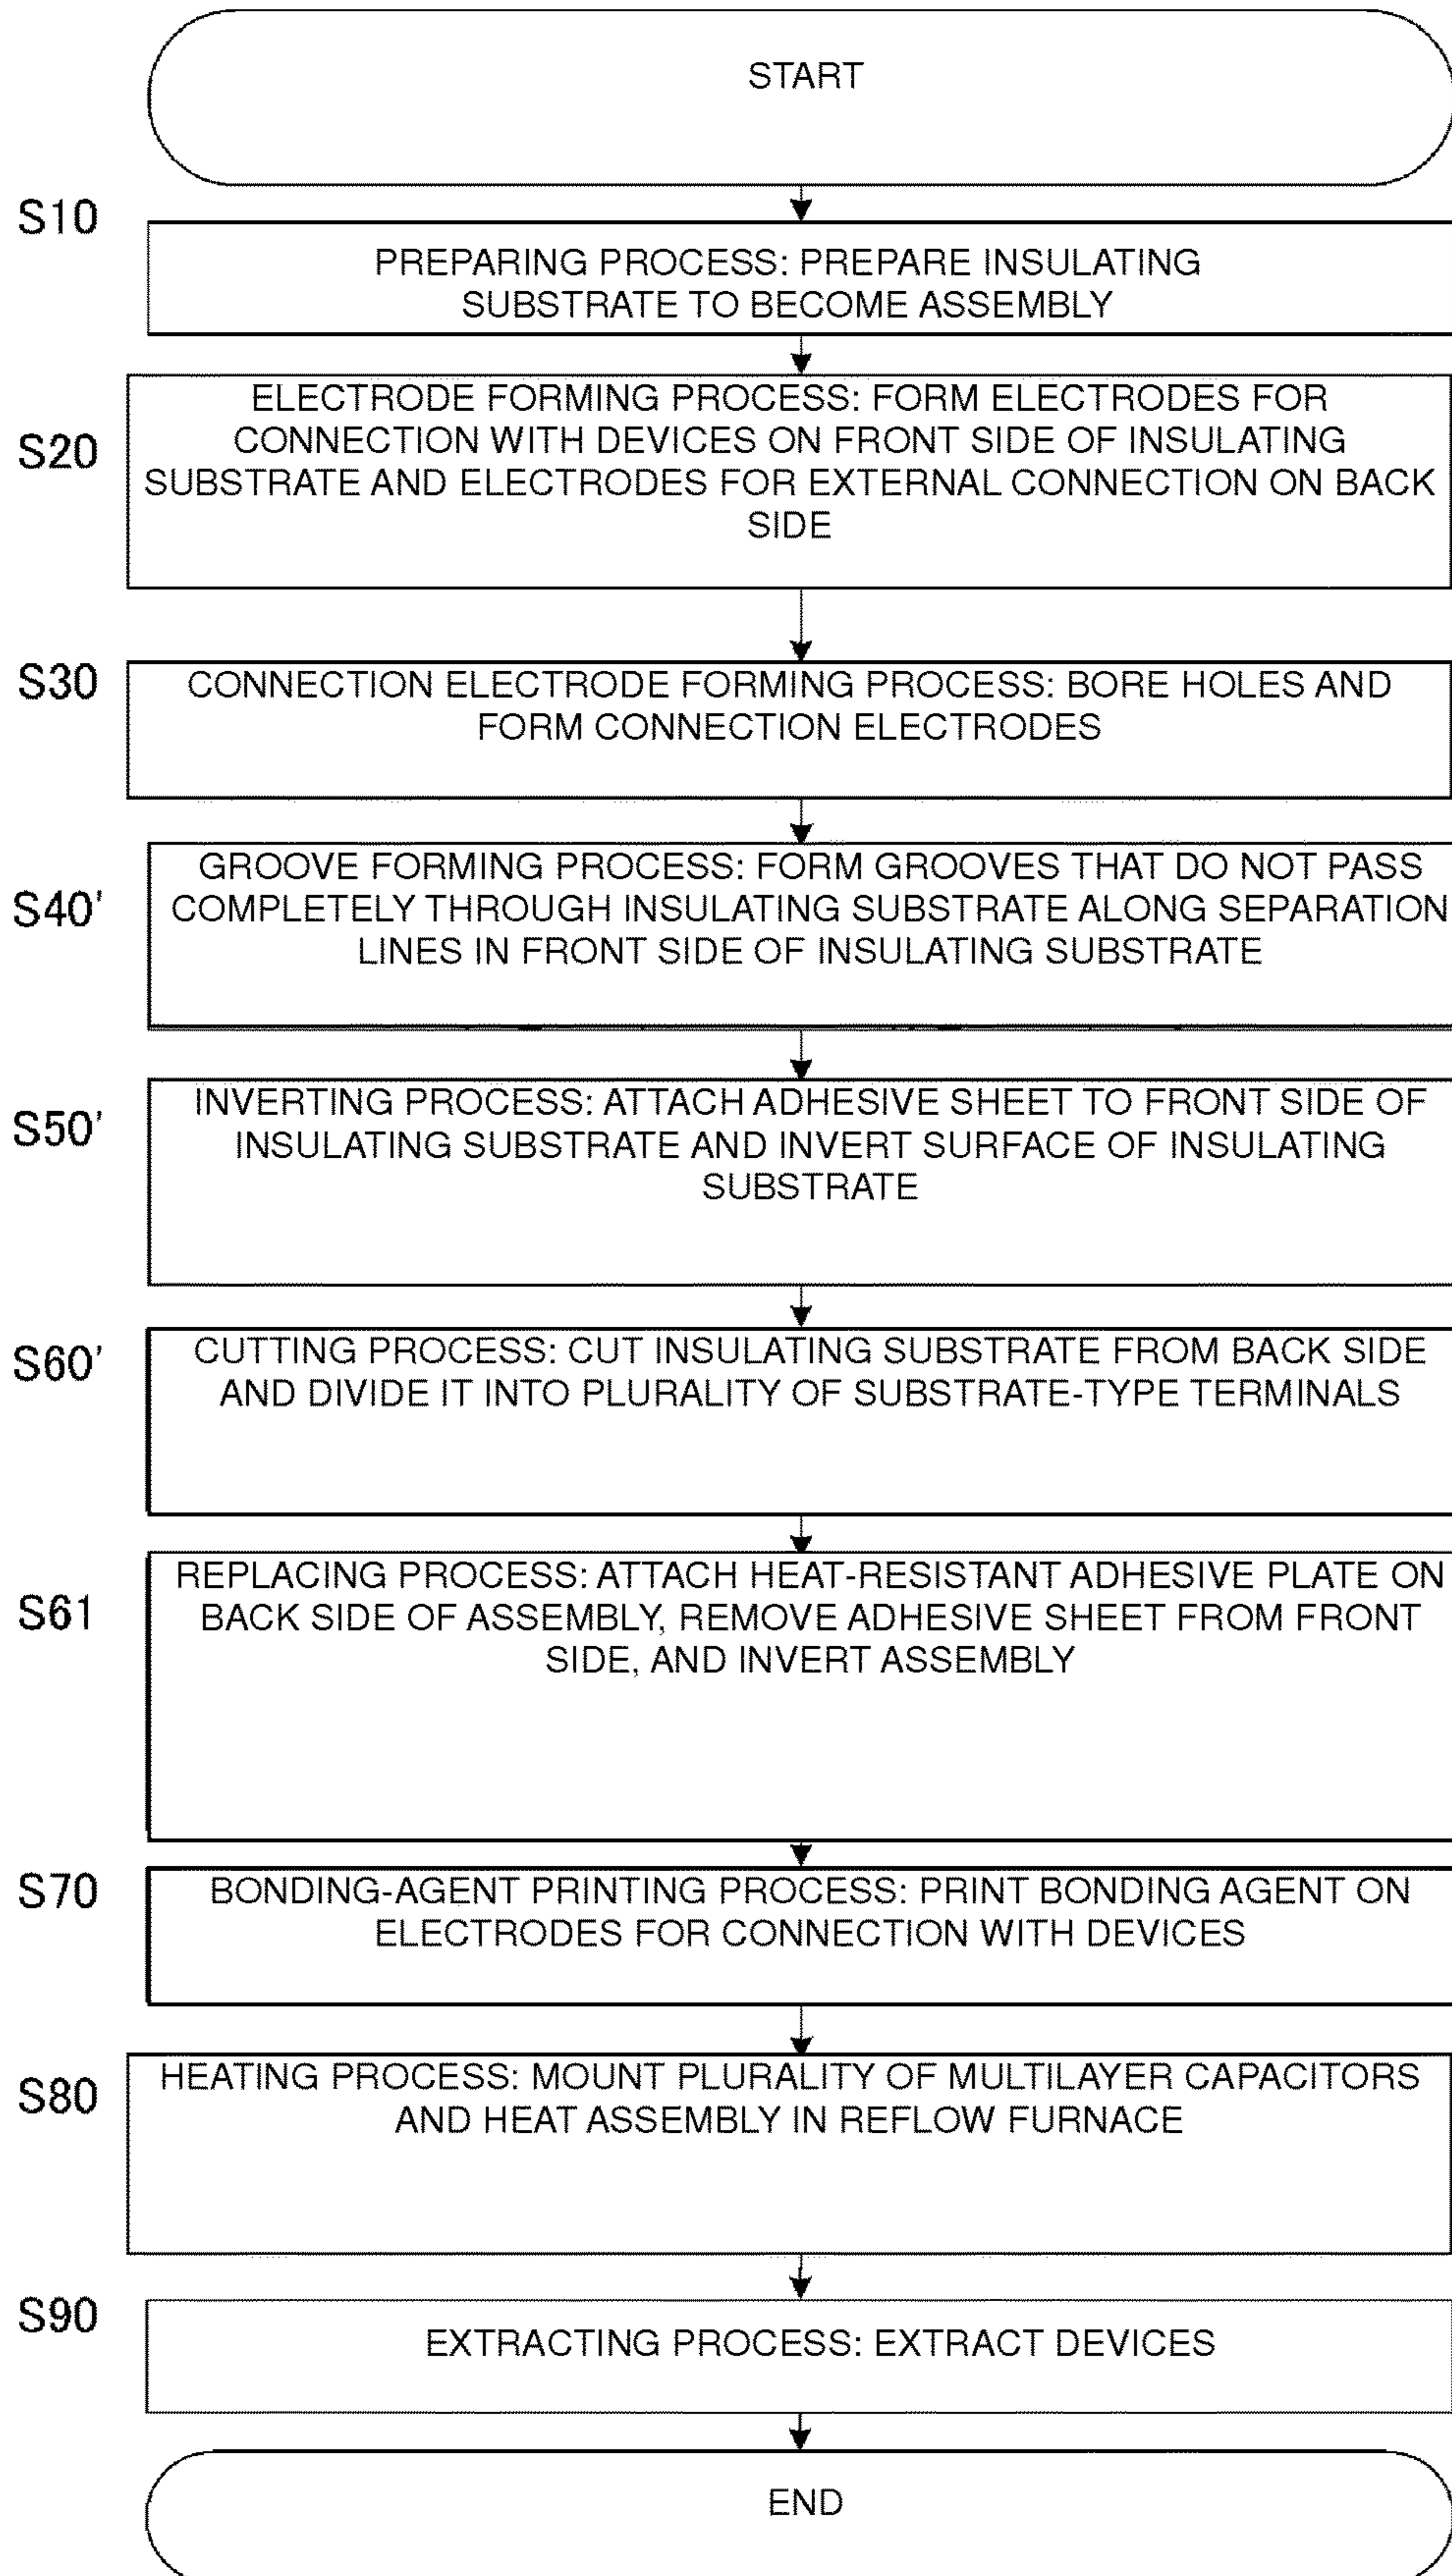 START
S10
PREPARING PROCESS: PREPARE INSULATING
SUBSTRATE TO BECOME ASSEMBLY
S20
ELECTRODE FORMING PROCESS: FORM ELECTRODES FOR
CONNECTION WITH DEVICES ON FRONT SIDE OF INSULATING
SUBSTRATE AND ELECTRODES FOR EXTERNAL CONNECTION ON BACK
SIDE
S30
CONNECTION ELECTRODE FORMING PROCESS: BORE HOLES AND
FORM CONNECTION ELECTRODES
S40'
GROOVE FORMING PROCESS: FORM GROOVES THAT DO NOT PASS
COMPLETELY THROUGH INSULATING SUBSTRATE ALONG SEPARATION
LINES IN FRONT SIDE OF INSULATING SUBSTRATE
S50'
INVERTING PROCESS: ATTACH ADHESIVE SHEET TO FRONT SIDE OF
INSULATING SUBSTRATE AND INVERT SURFACE OF INSULATING
SUBSTRATE
S60'
CUTTING PROCESS: CUT INSULATING SUBSTRATE FROM BACK SIDE
AND DIVIDE IT INTO PLURALITY OF SUBSTRATE-TYPE TERMINALS
S61
REPLACING PROCESS: ATTACH HEAT-RESISTANT ADHESIVE PLATE ON
BACK SIDE OF ASSEMBLY, REMOVE ADHESIVE SHEET FROM FRONT
SIDE, AND INVERT ASSEMBLY
S70
BONDING-AGENT PRINTING PROCESS: PRINT BONDING AGENT ON
ELECTRODES FOR CONNECTION WITH DEVICES
S80
HEATING PROCESS: MOUNT PLURALITY OF MULTILAYER CAPACITORS
AND HEAT ASSEMBLY IN REFLOW FURNACE
S90
EXTRACTING PROCESS: EXTRACT DEVICES
END